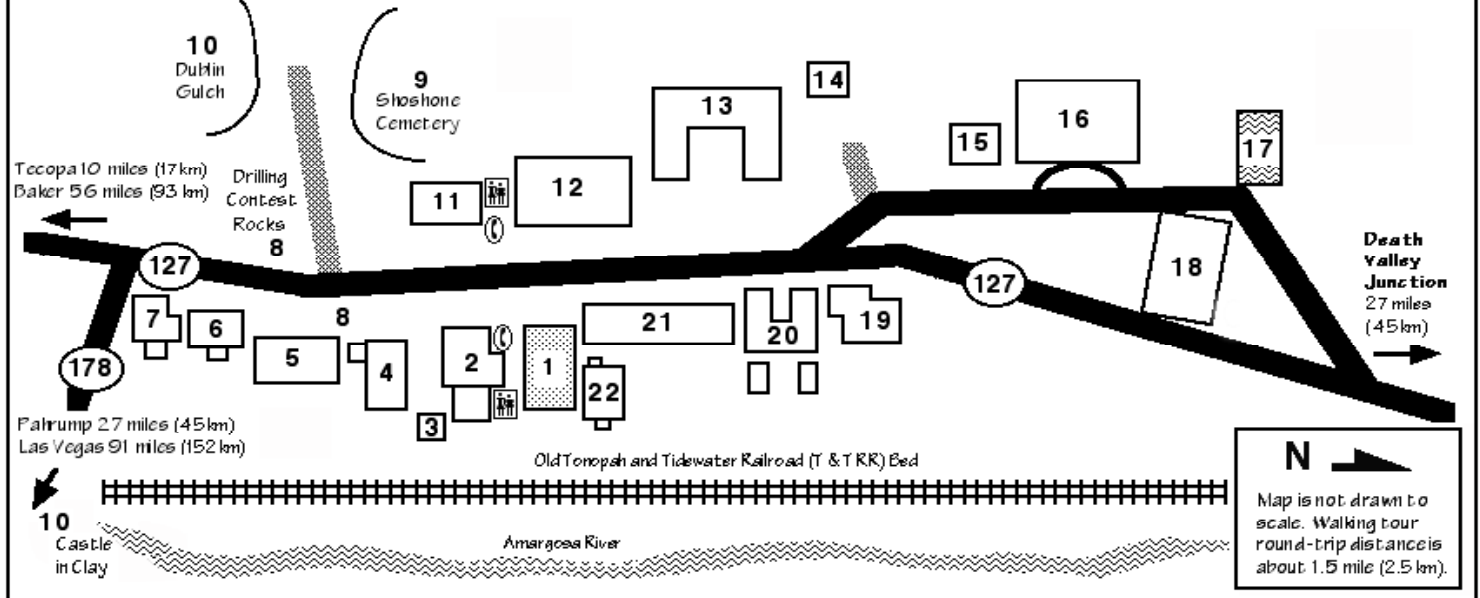 10
Dublin
Gulch
9
Shoshone
Cemetery
14
13
16
15
17
Tecopa 10 miles (17 km)
Baker 56 miles (93 km)
Drilling
Contest
Rocks
8
11
12
127
Death
Valley
Junction
27 miles
(45 km)
18
127
7
6
8
5
4
2
1
21
20
19
22
3
178
Pahrump 27 miles (45 km)
Las Vegas 91 miles (152 km)
Old Tonopah and Tidewater Railroad (T & T RR) Bed
10
Castle
in Clay
Amargosa River
N
Map is not drawn to
scale. Walking tour
round-trip distance is
about 1.5 mile (2.5 km).